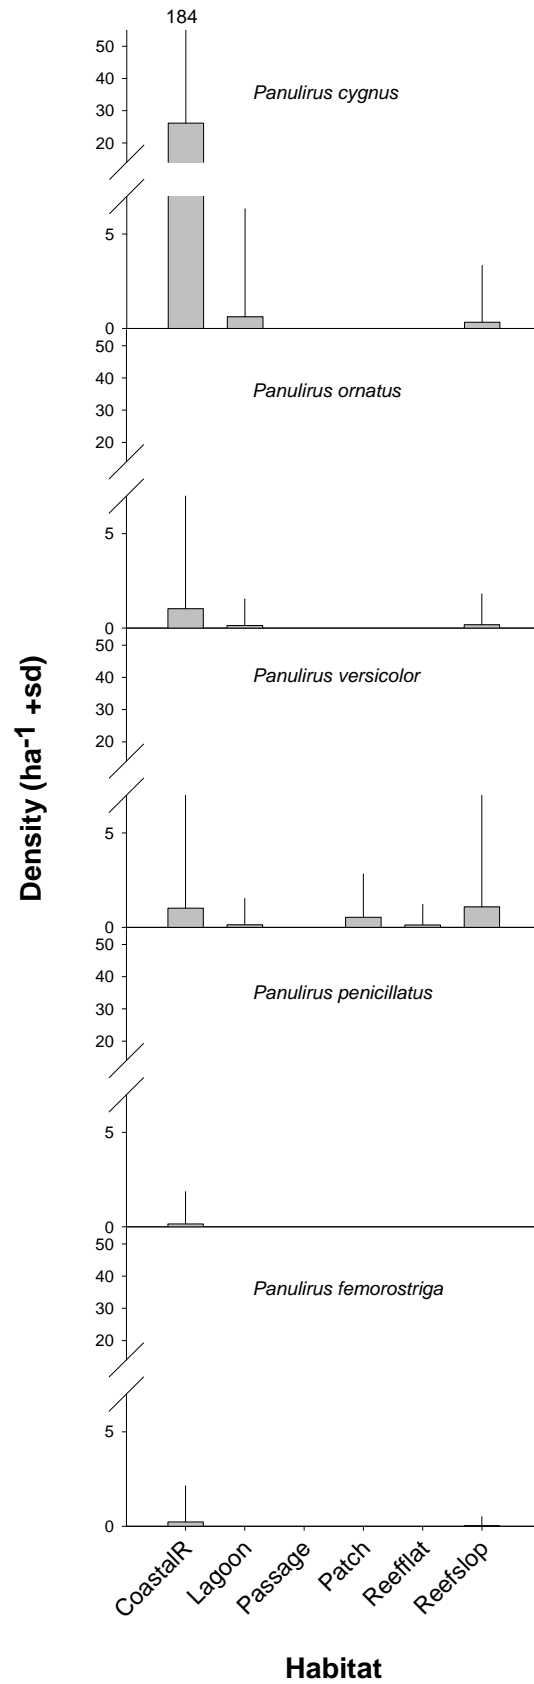 184
50
40
30
20
5
0
Panulirus cygnus
50
40
30
20
5
0
Panulirus ornatus
50
40
30
20
5
0
Panulirus versicolor
50
40
30
20
5
0
Panulirus penicillatus
50
40
30
20
5
0
Panulirus femorostriga
Density (ha-1 +sd)
CoastalR
Lagoon
Passage
Patch
Reefflat
Reefslop
Habitat